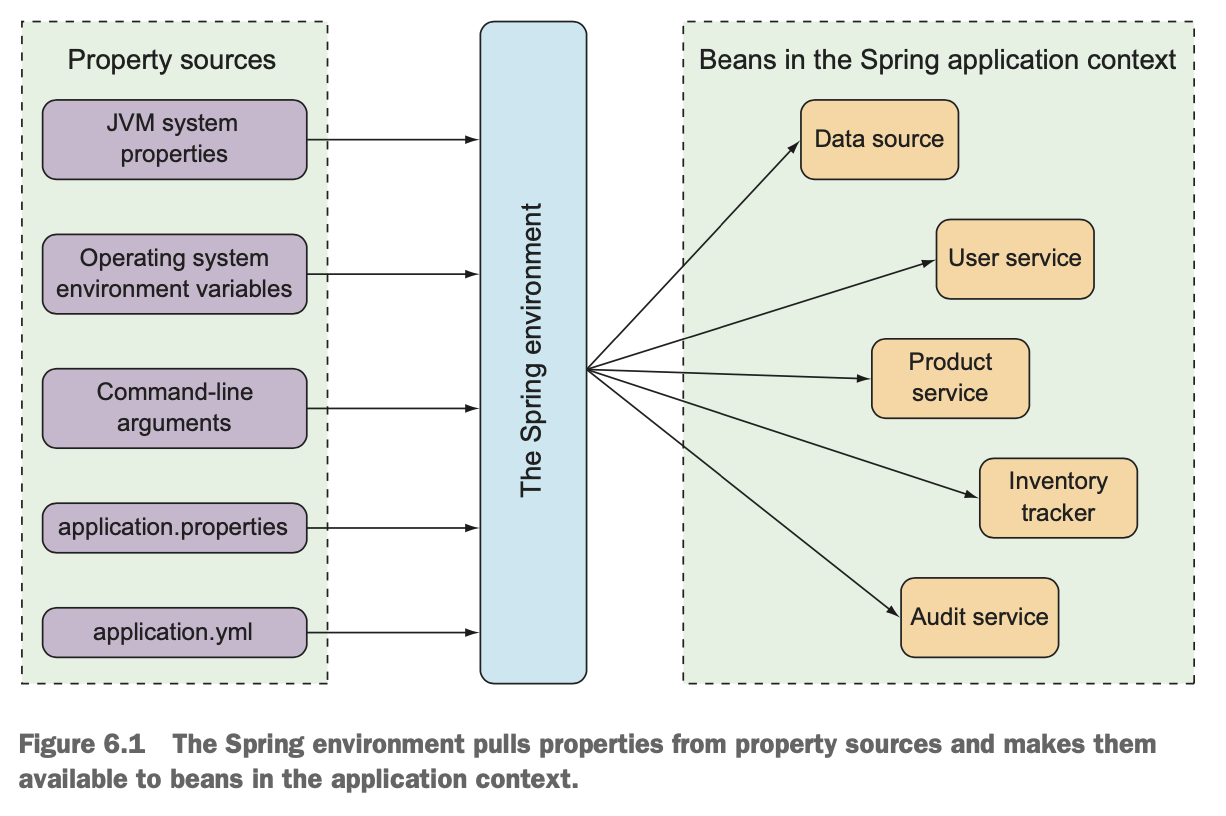 Property sources
JVM system
properties
Operating system
environment variables
Command-line
arguments
application.properties
application.yml
The Spring environment
Beans in the Spring application context
Data source
User service
Product
service
Inventory
tracker
Audit service
Figure 6.1 The Spring environment pulls properties from property sources and makes them
available to beans in the application context.